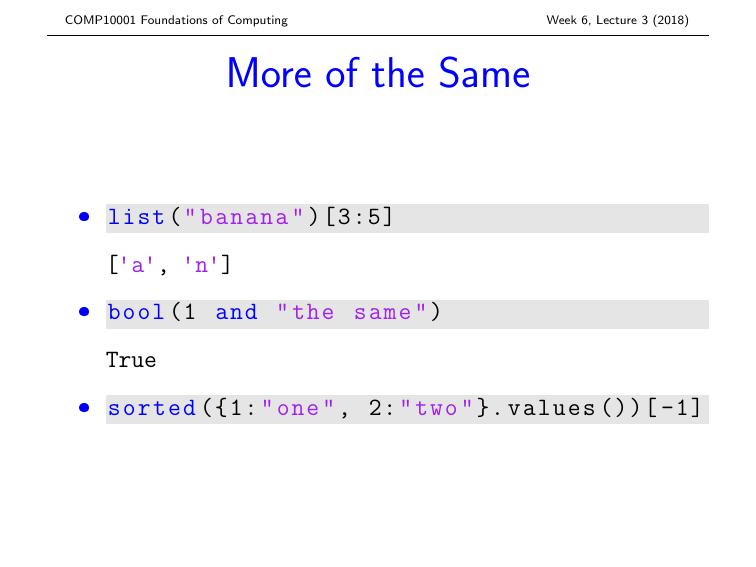 COMP10001 Foundations of Computing Week 6, Lecture 3 (2018)
More of the Same
• list("banana")[3:5]
['a', 'n']
• bool(1 and "the same")
True
• sorted({1:"one", 2:"two"}.values())[-1]